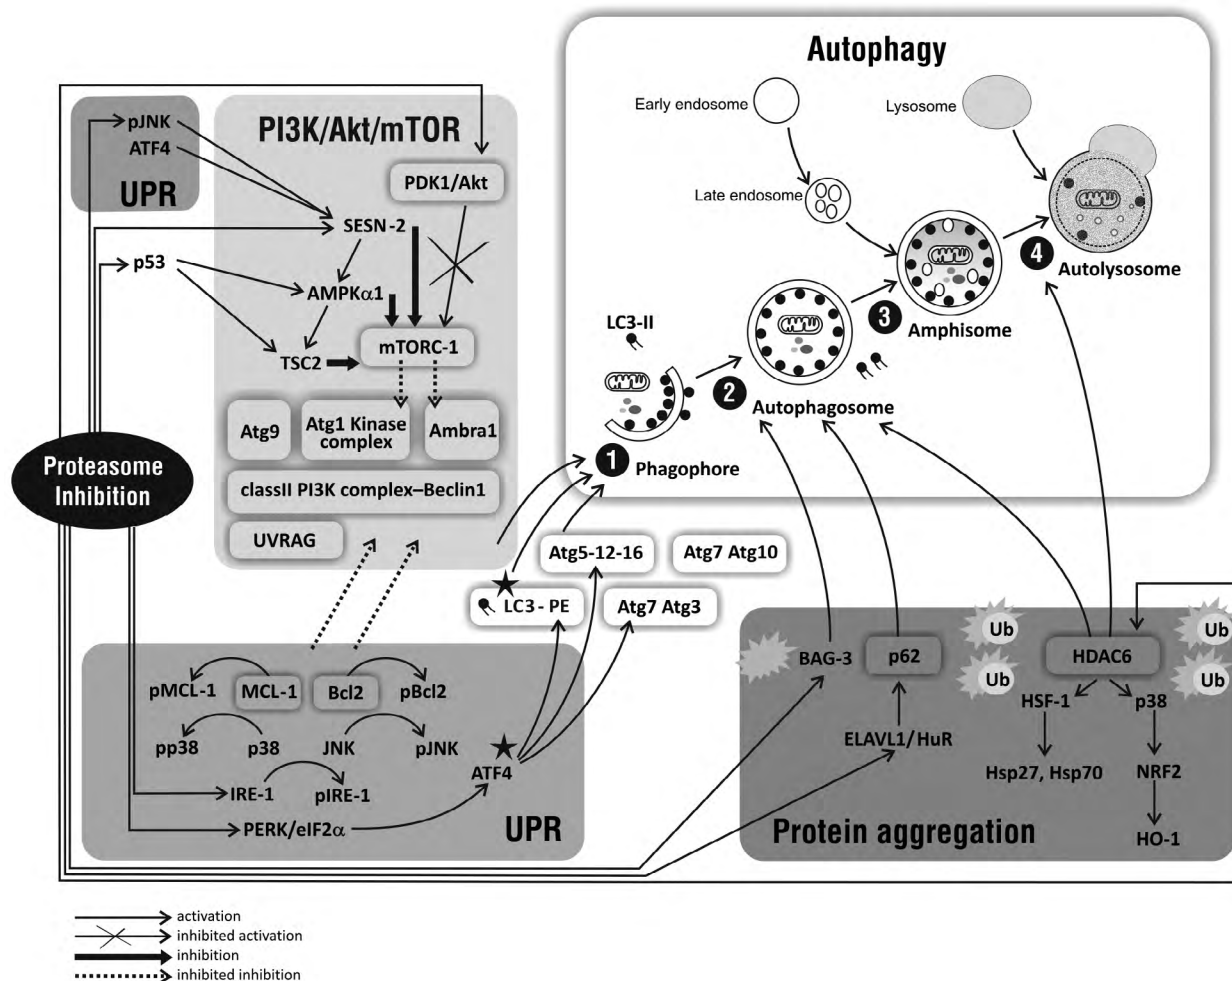 Autophagy
Early endosome
Lysosome
Late endosome
4
Autolysosome
3
Amphisome
LC3-II
2
Autophagosome
1
Phagophore
pJNK
ATF4
UPR
PI3K/Akt/mTOR
PDK1/Akt
SESN-2
p53
AMPKα1
mTORC-1
TSC2
Atg9
Atg1 Kinase
complex
Ambra1
classII PI3K complex–Beclin1
UVRAG
Proteasome
Inhibition
Atg5-12-16
Atg7 Atg10
LC3 - PE
Atg7 Atg3
pMCL-1
MCL-1
Bcl2
pBcl2
pp38
p38
JNK
pJNK
ATF4
IRE-1
pIRE-1
PERK/eIF2α
UPR
BAG-3
p62
Ub
Ub
HDAC6
Ub
Ub
HSF-1
p38
ELAVL1/HuR
Hsp27, Hsp70
NRF2
HO-1
Protein aggregation
activation
inhibited activation
inhibition
inhibited inhibition